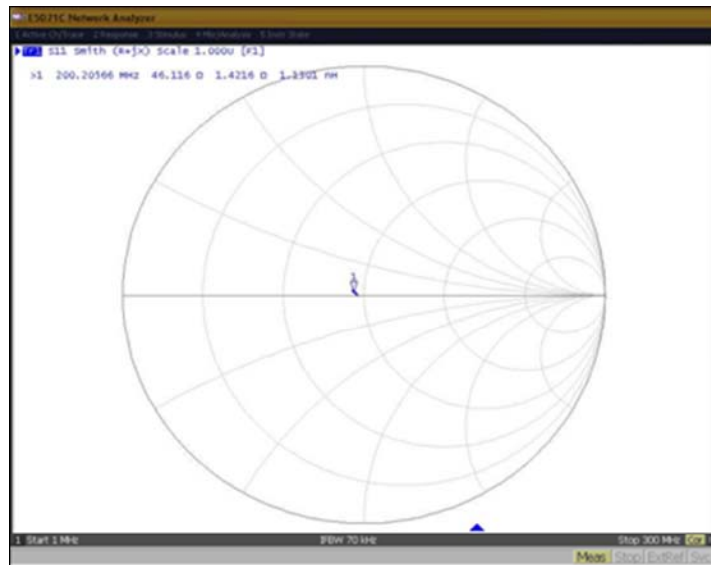 E5071C Network Analyzer
1 Active Ch/Trace 2 Response 3 Stimulus 4 Mkr/Analysis 5 Instr State
S11 Smith (R+jX) Scale 1.000U [F1]
>1 200.20566 MHz 46.116 Ω 1.4216 Ω 1.1301 nH
1
1 Start 1 MHz IFBW 70 kHz Stop 300 MHz Cor
Meas Stop ExtRef Svc